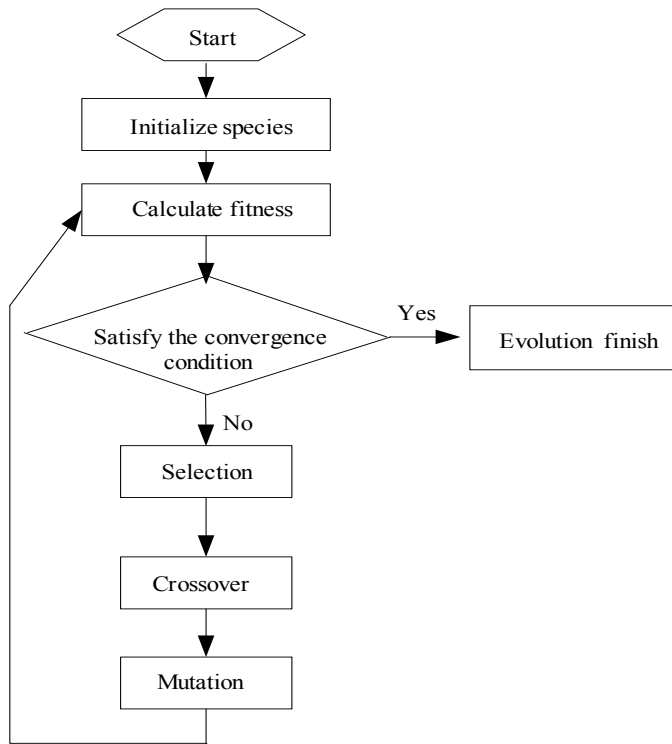 Start
Initialize species
Calculate fitness
Satisfy the convergence
condition
Yes
Evolution finish
No
Selection
Crossover
Mutation